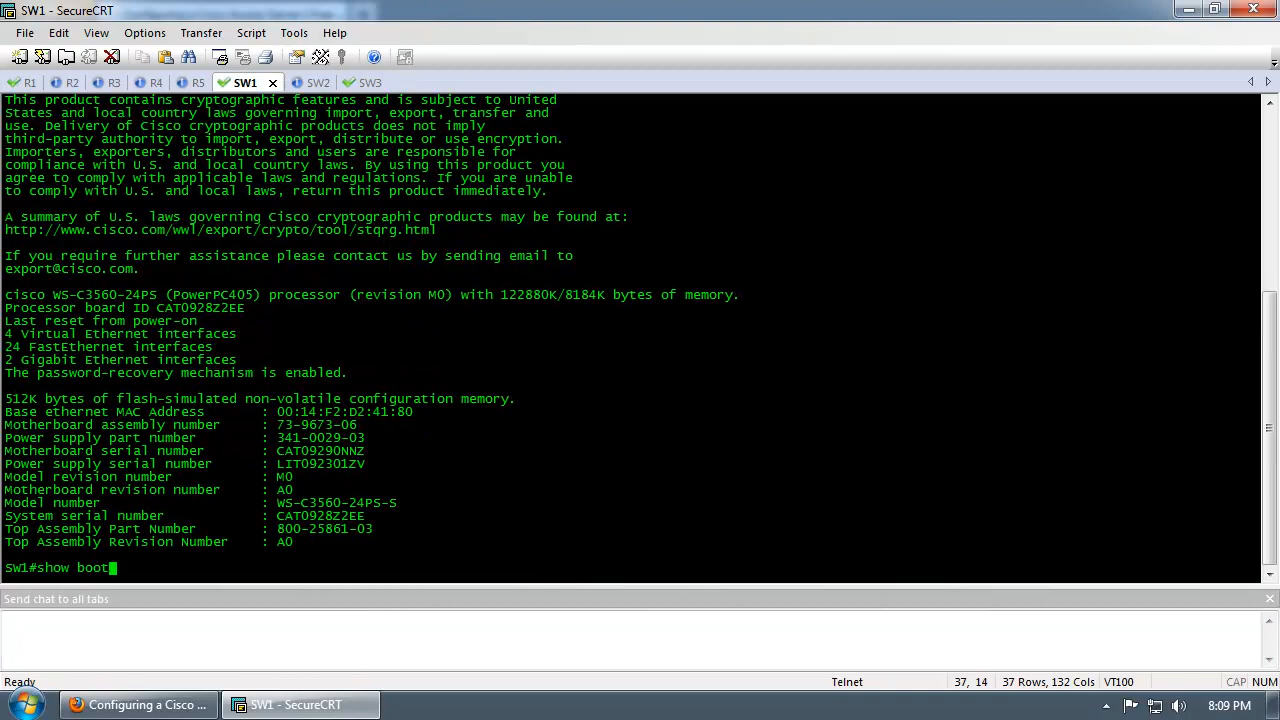 SW1 - SecureCRT
File Edit View Options Transfer Script Tools Help
R1 R2 R3 R4 R5 SW1 SW2 SW3
This product contains cryptographic features and is subject to United
States and local country laws governing import, export, transfer and
use. Delivery of Cisco cryptographic products does not imply
third-party authority to import, export, distribute or use encryption.
Importers, exporters, distributors and users are responsible for
compliance with U.S. and local country laws. By using this product you
agree to comply with applicable laws and regulations. If you are unable
to comply with U.S. and local laws, return this product immediately.
A summary of U.S. laws governing Cisco cryptographic products may be found at:
http://www.cisco.com/wwl/export/crypto/tool/stqrg.html
If you require further assistance please contact us by sending email to
export@cisco.com.
cisco WS-C3560-24PS (PowerPC405) processor (revision M0) with 122880K/8184K bytes of memory.
Processor board ID CAT0928Z2EE
Last reset from power-on
4 Virtual Ethernet interfaces
24 FastEthernet interfaces
2 Gigabit Ethernet interfaces
The password-recovery mechanism is enabled.
512K bytes of flash-simulated non-volatile configuration memory.
Base ethernet MAC Address : 00:14:F2:D2:41:80
Motherboard assembly number : 73-9673-06
Power supply part number : 341-0029-03
Motherboard serial number : CAT09290NNZ
Power supply serial number : LIT092301ZV
Model revision number : M0
Motherboard revision number : A0
Model number : WS-C3560-24PS-S
System serial number : CAT0928Z2EE
Top Assembly Part Number : 800-25861-03
Top Assembly Revision Number : A0
SW1#show boot
Send chat to all tabs
Ready Telnet 37, 14 37 Rows, 132 Cols VT100 CAP NUM
Configuring a Cisco ... SW1 - SecureCRT 8:09 PM